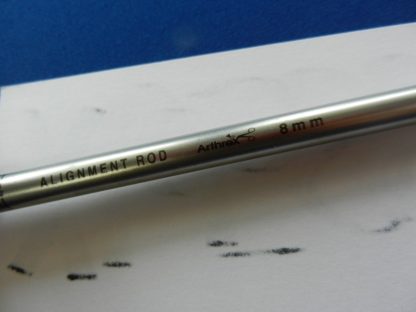 ALIGNMENT ROD Arthrex 8mm